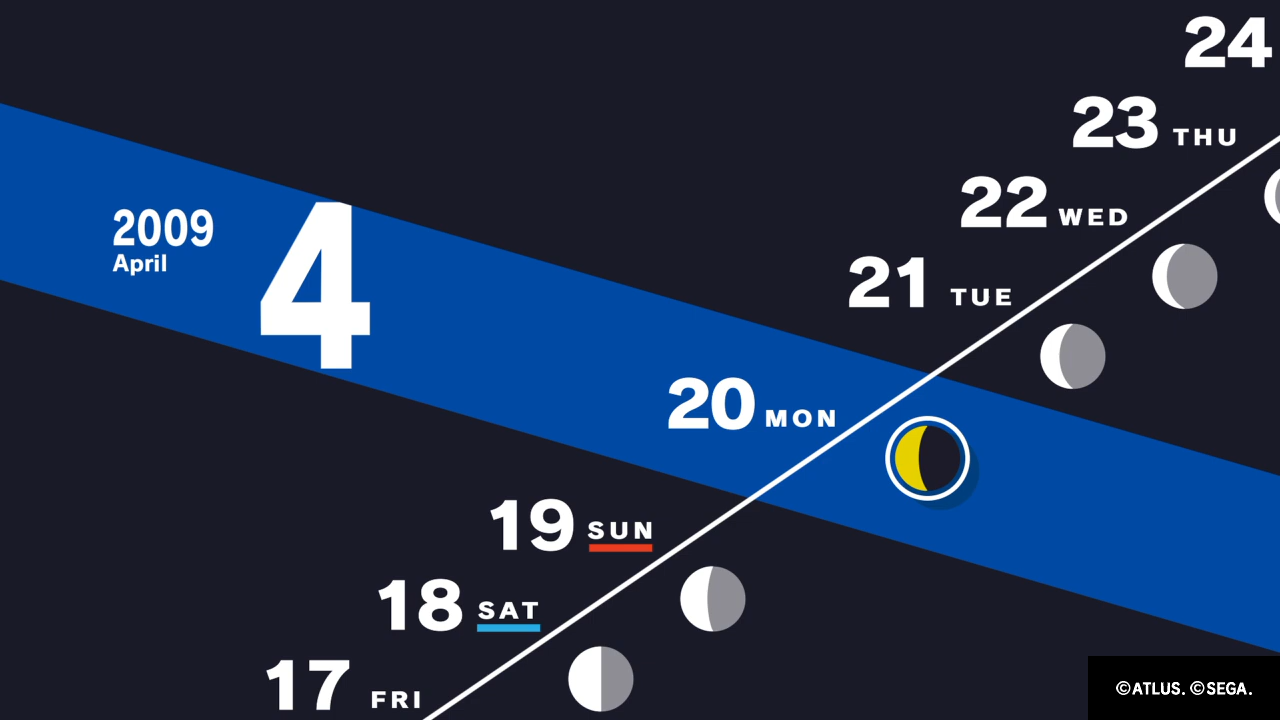 24
23 THU
22 WED
21 TUE
2009
April
4
20 MON
19 SUN
18 SAT
17 FRI
©ATLUS. ©SEGA.